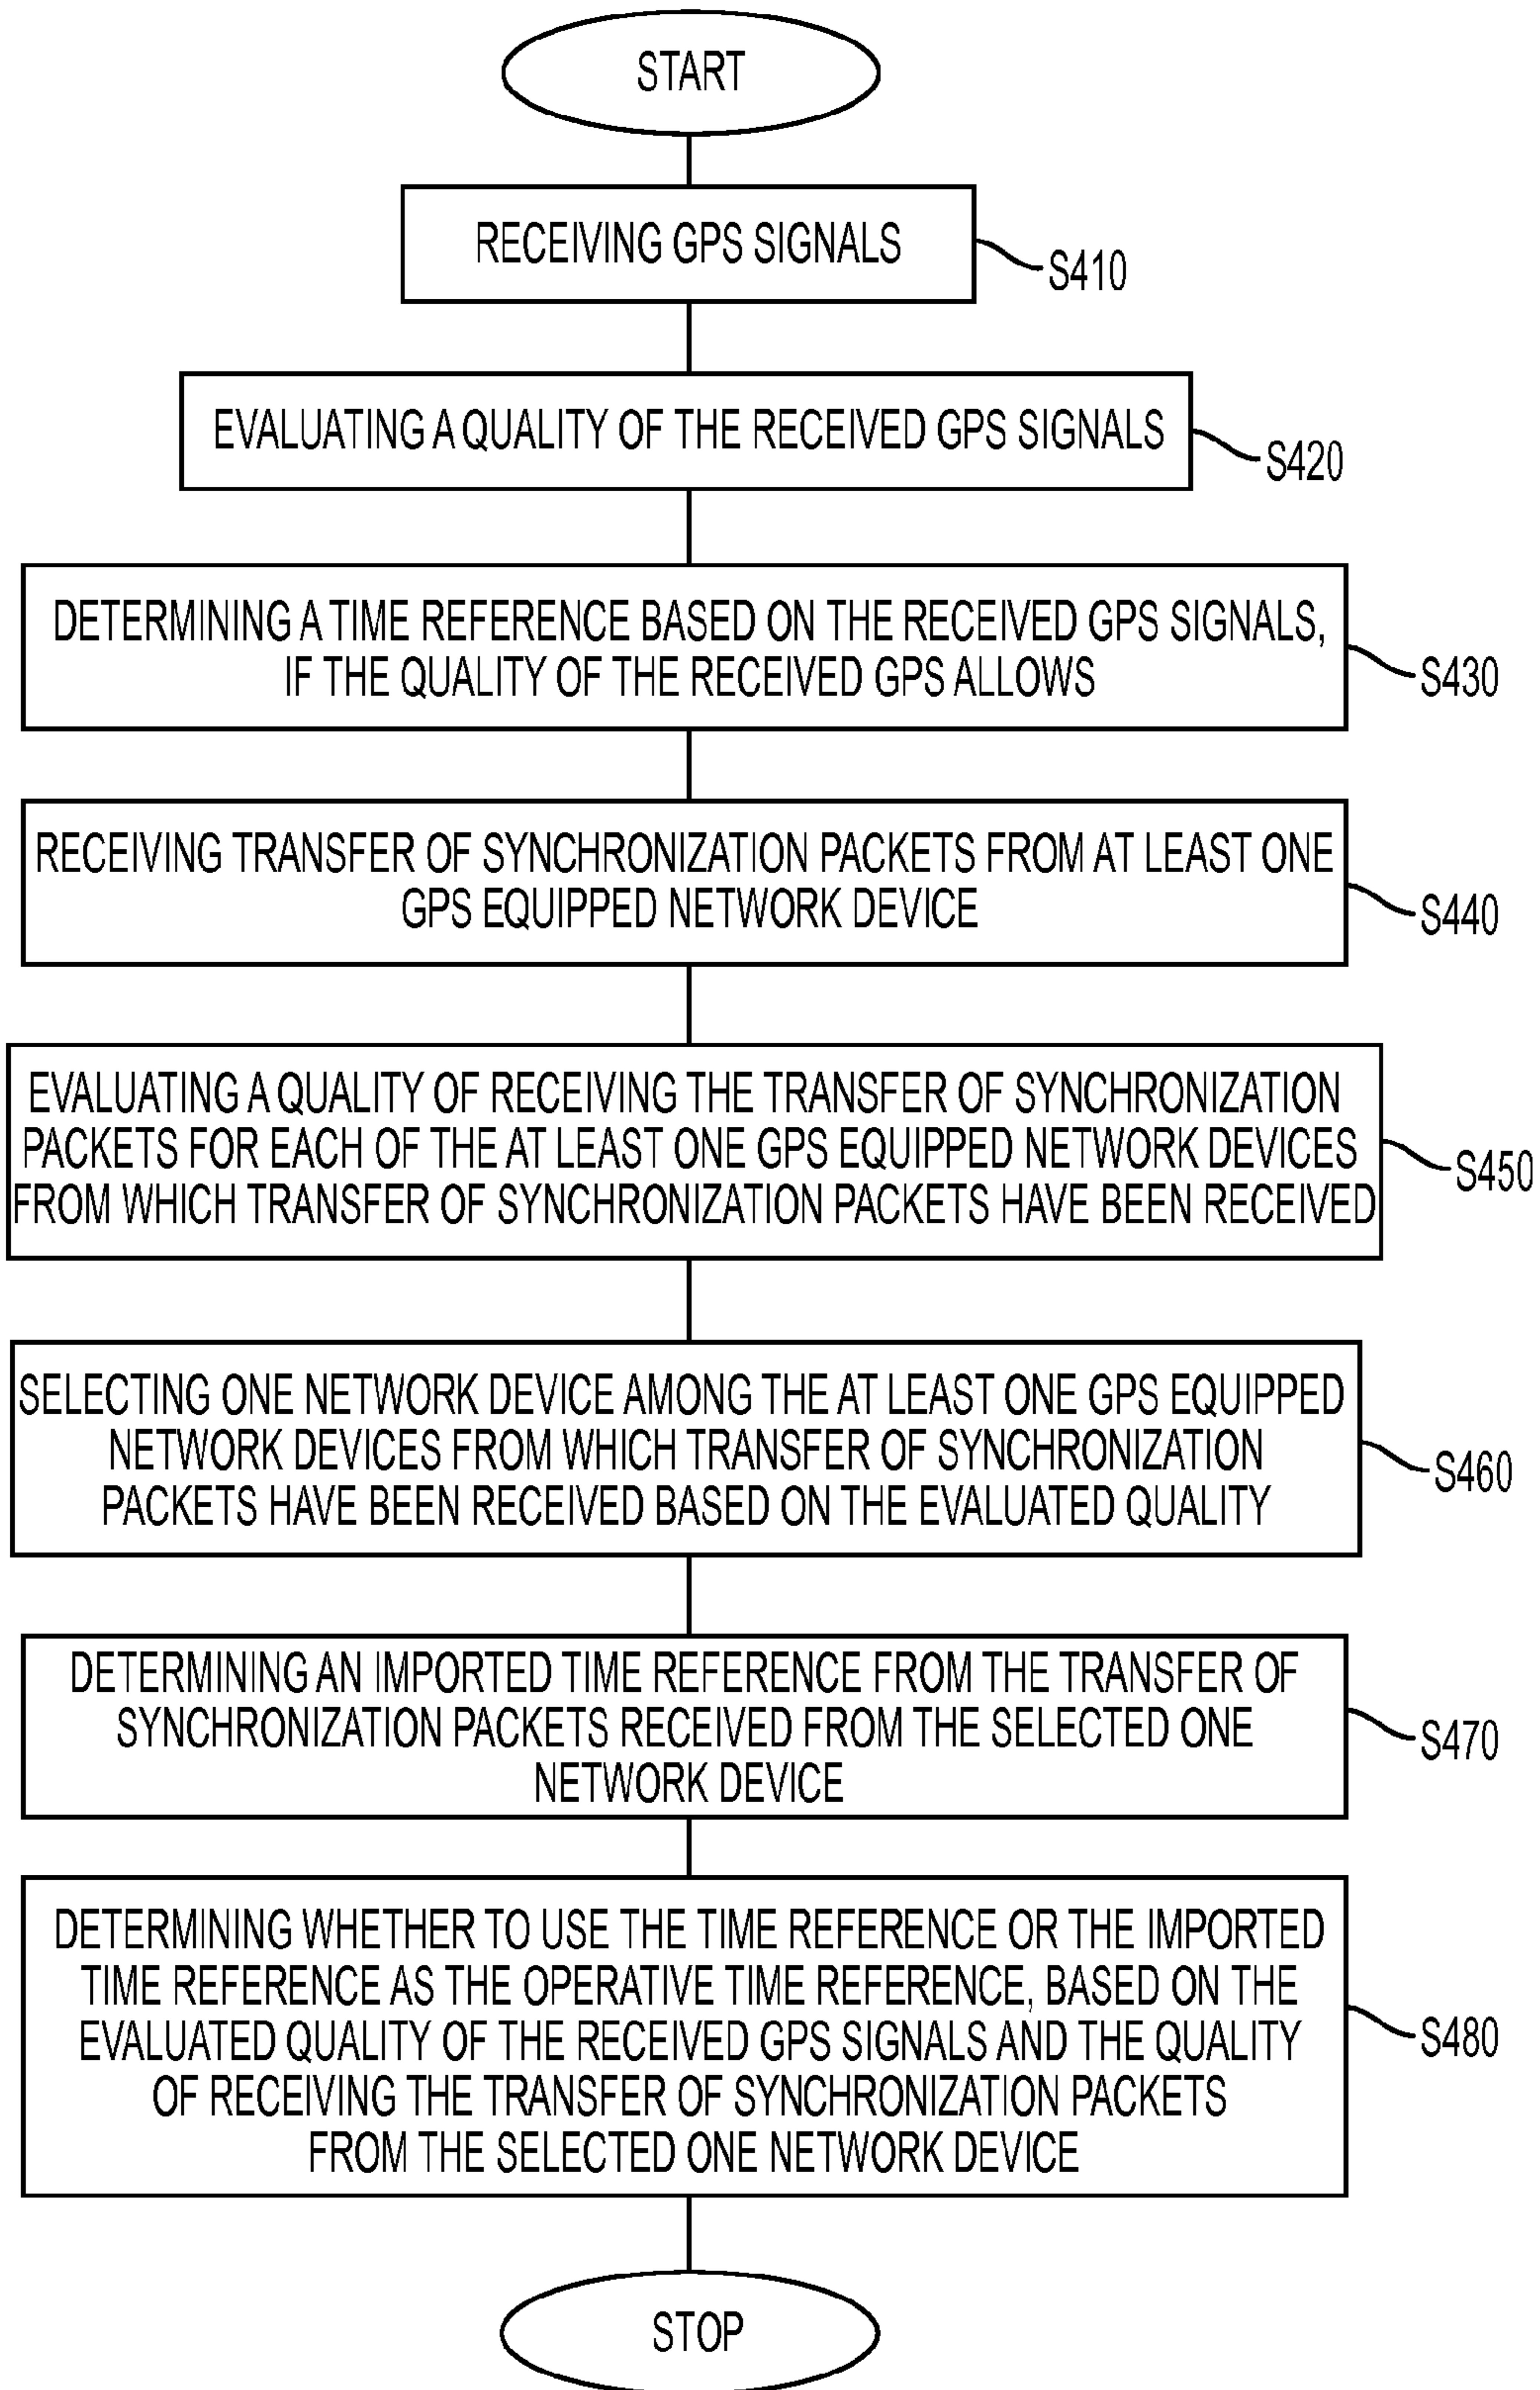 START
RECEIVING GPS SIGNALS
S410
EVALUATING A QUALITY OF THE RECEIVED GPS SIGNALS
S420
DETERMINING A TIME REFERENCE BASED ON THE RECEIVED GPS SIGNALS,
IF THE QUALITY OF THE RECEIVED GPS ALLOWS
S430
RECEIVING TRANSFER OF SYNCHRONIZATION PACKETS FROM AT LEAST ONE
GPS EQUIPPED NETWORK DEVICE
S440
EVALUATING A QUALITY OF RECEIVING THE TRANSFER OF SYNCHRONIZATION
PACKETS FOR EACH OF THE AT LEAST ONE GPS EQUIPPED NETWORK DEVICES
FROM WHICH TRANSFER OF SYNCHRONIZATION PACKETS HAVE BEEN RECEIVED
S450
SELECTING ONE NETWORK DEVICE AMONG THE AT LEAST ONE GPS EQUIPPED
NETWORK DEVICES FROM WHICH TRANSFER OF SYNCHRONIZATION
PACKETS HAVE BEEN RECEIVED BASED ON THE EVALUATED QUALITY
S460
DETERMINING AN IMPORTED TIME REFERENCE FROM THE TRANSFER OF
SYNCHRONIZATION PACKETS RECEIVED FROM THE SELECTED ONE
NETWORK DEVICE
S470
DETERMINING WHETHER TO USE THE TIME REFERENCE OR THE IMPORTED
TIME REFERENCE AS THE OPERATIVE TIME REFERENCE, BASED ON THE
EVALUATED QUALITY OF THE RECEIVED GPS SIGNALS AND THE QUALITY
OF RECEIVING THE TRANSFER OF SYNCHRONIZATION PACKETS
FROM THE SELECTED ONE NETWORK DEVICE
S480
STOP